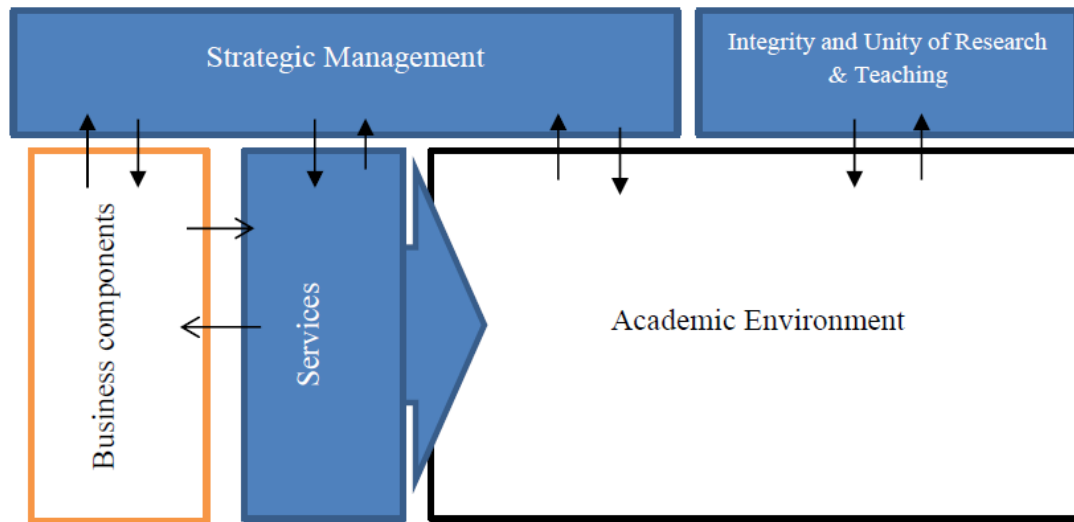 Strategic Management
Integrity and Unity of Research
& Teaching
Business components
Services
Academic Environment